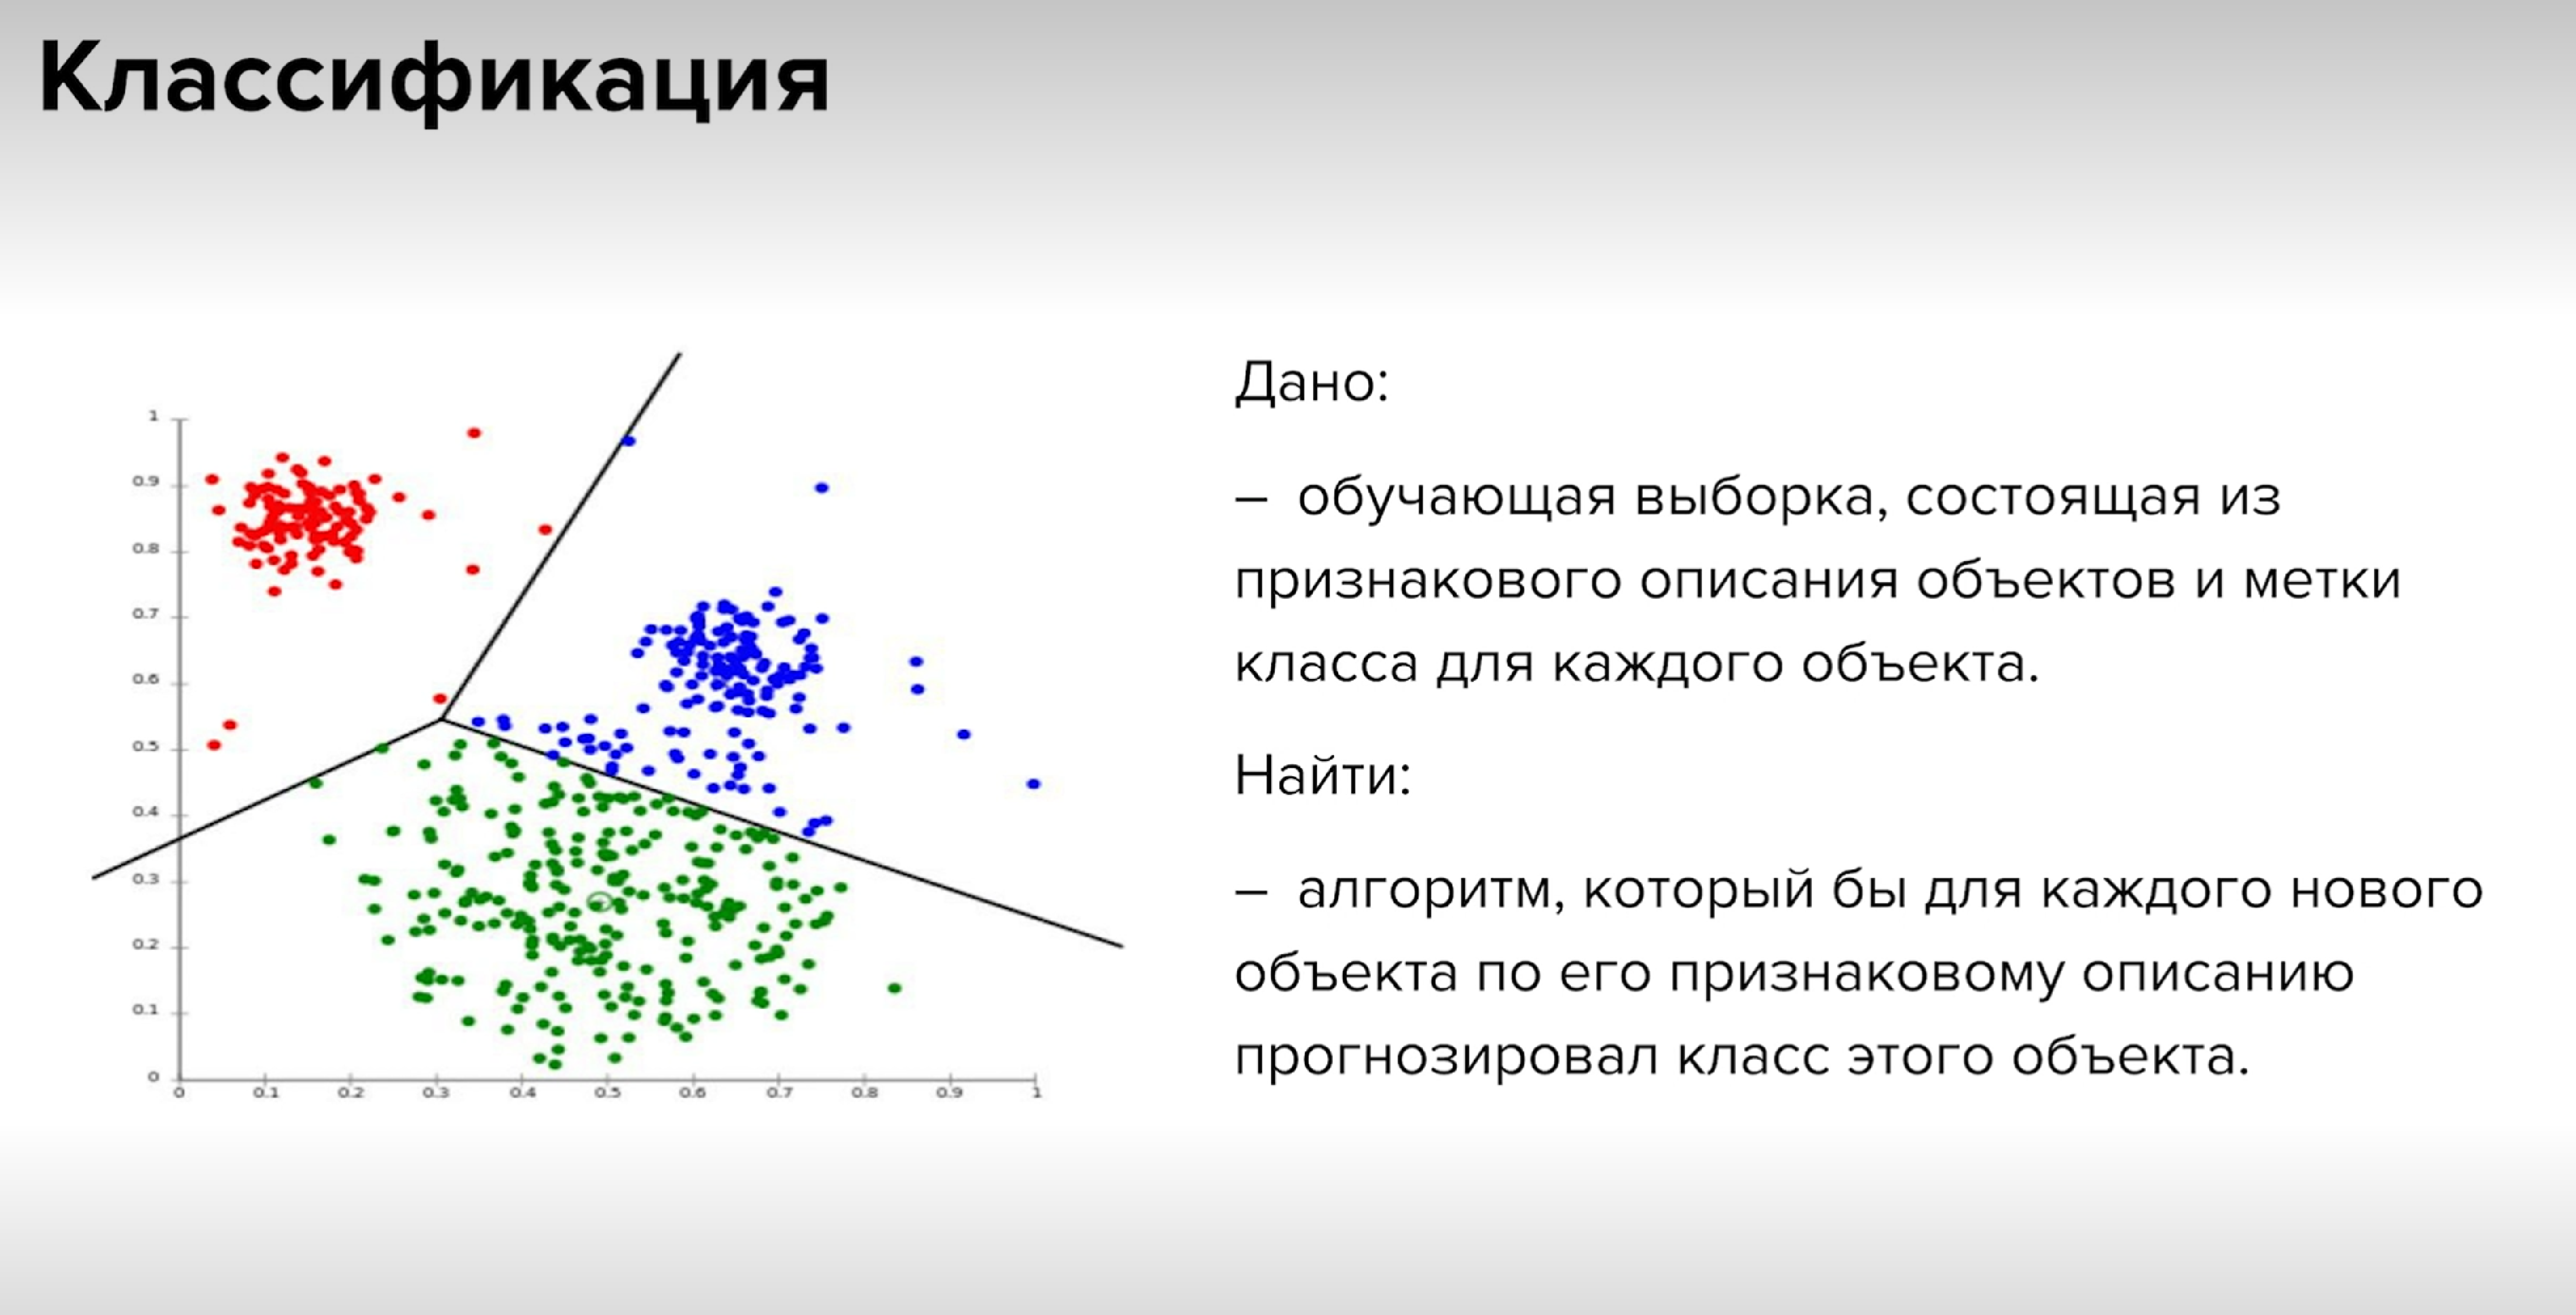 Классификация
1
0.9
0.8
0.7
0.6
0.5
0.4
0.3
0.2
0.1
0
0 0.1 0.2 0.3 0.4 0.5 0.6 0.7 0.8 0.9 1
Дано:
– обучающая выборка, состоящая из
признакового описания объектов и метки
класса для каждого объекта.
Найти:
– алгоритм, который бы для каждого нового
объекта по его признаковому описанию
прогнозировал класс этого объекта.